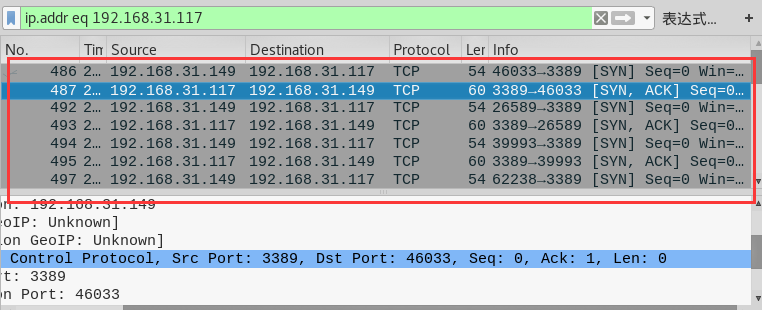 ip.addr eq 192.168.31.117 表达式… +
No. Tim Source Destination Protocol Len Info
486 2… 192.168.31.149 192.168.31.117 TCP 54 46033→3389 [SYN] Seq=0 Win=…
487 2… 192.168.31.117 192.168.31.149 TCP 60 3389→46033 [SYN, ACK] Seq=0…
492 2… 192.168.31.149 192.168.31.117 TCP 54 26589→3389 [SYN] Seq=0 Win=…
493 2… 192.168.31.117 192.168.31.149 TCP 60 3389→26589 [SYN, ACK] Seq=0…
494 2… 192.168.31.149 192.168.31.117 TCP 54 39993→3389 [SYN] Seq=0 Win=…
495 2… 192.168.31.117 192.168.31.149 TCP 60 3389→39993 [SYN, ACK] Seq=0…
497 2… 192.168.31.149 192.168.31.117 TCP 54 62238→3389 [SYN] Seq=0 Win=…
on: 192.168.31.149
eoIP: Unknown]
ion GeoIP: Unknown]
Control Protocol, Src Port: 3389, Dst Port: 46033, Seq: 0, Ack: 1, Len: 0
rt: 3389
on Port: 46033